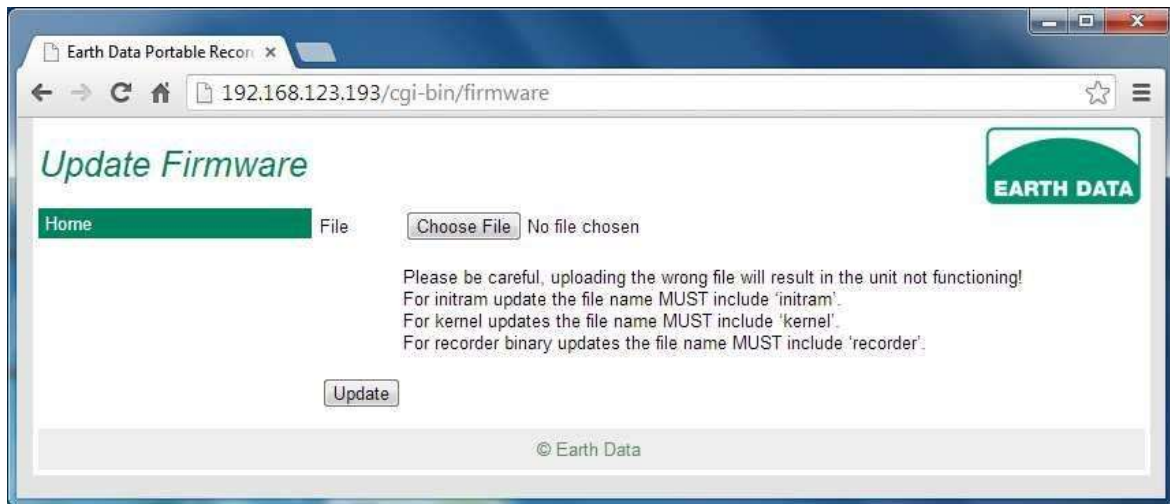 Earth Data Portable Recor
192.168.123.193/cgi-bin/firmware
Update Firmware
EARTH DATA
Home
File
Choose File No file chosen
Please be careful, uploading the wrong file will result in the unit not functioning!
For initram update the file name MUST include ‘initram’.
For kernel updates the file name MUST include ‘kernel’.
For recorder binary updates the file name MUST include ‘recorder’.
Update
© Earth Data